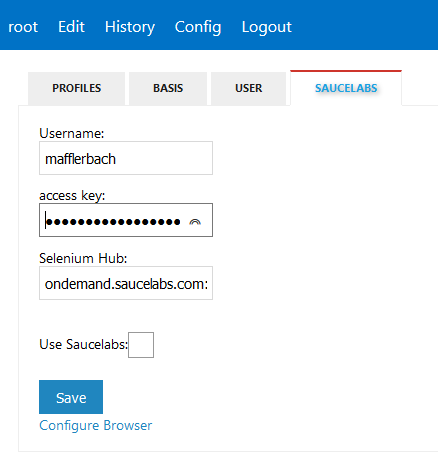 root Edit History Config Logout
PROFILES BASIS USER SAUCELABS
Username:
mafflerbach
access key:
•••••••••••••••••
Selenium Hub:
ondemand.saucelabs.com:
Use Saucelabs:
Save
Configure Browser